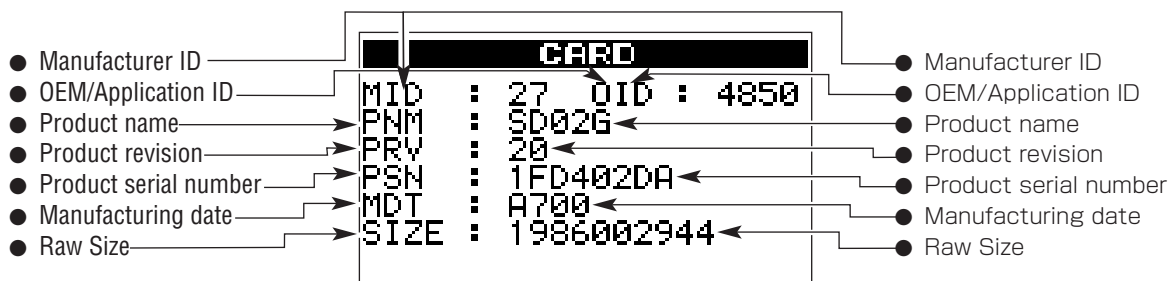 CARD
● Manufacturer ID
● OEM/Application ID
● Product name
● Product revision
● Product serial number
● Manufacturing date
● Raw Size
MID : 27 OID : 4850
PNM : SD02G
PRV : 20
PSN : 1FD402DA
MDT : A700
SIZE : 1986002944
● Manufacturer ID
● OEM/Application ID
● Product name
● Product revision
● Product serial number
● Manufacturing date
● Raw Size